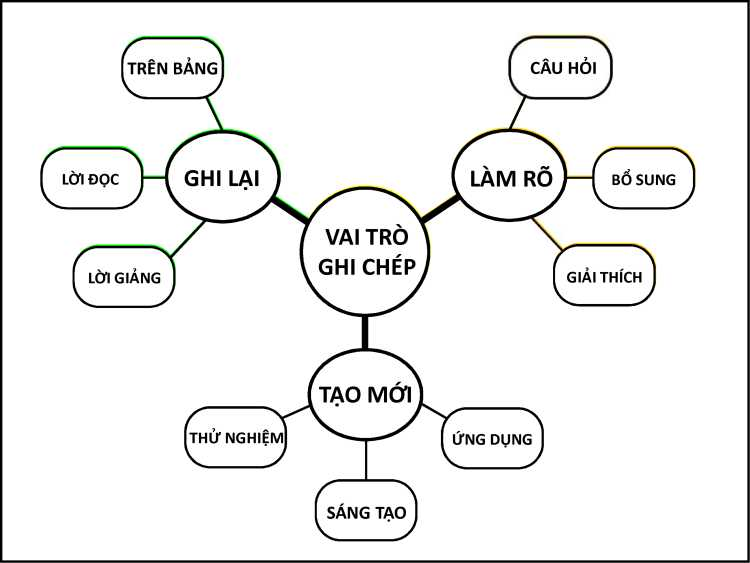 TRÊN BẢNG
CÂU HỎI
LỜI ĐỌC
GHI LẠI
LÀM RÕ
BỔ SUNG
VAI TRÒ
GHI CHÉP
LỜI GIẢNG
GIẢI THÍCH
TẠO MỚI
THỬ NGHIỆM
ỨNG DỤNG
SÁNG TẠO